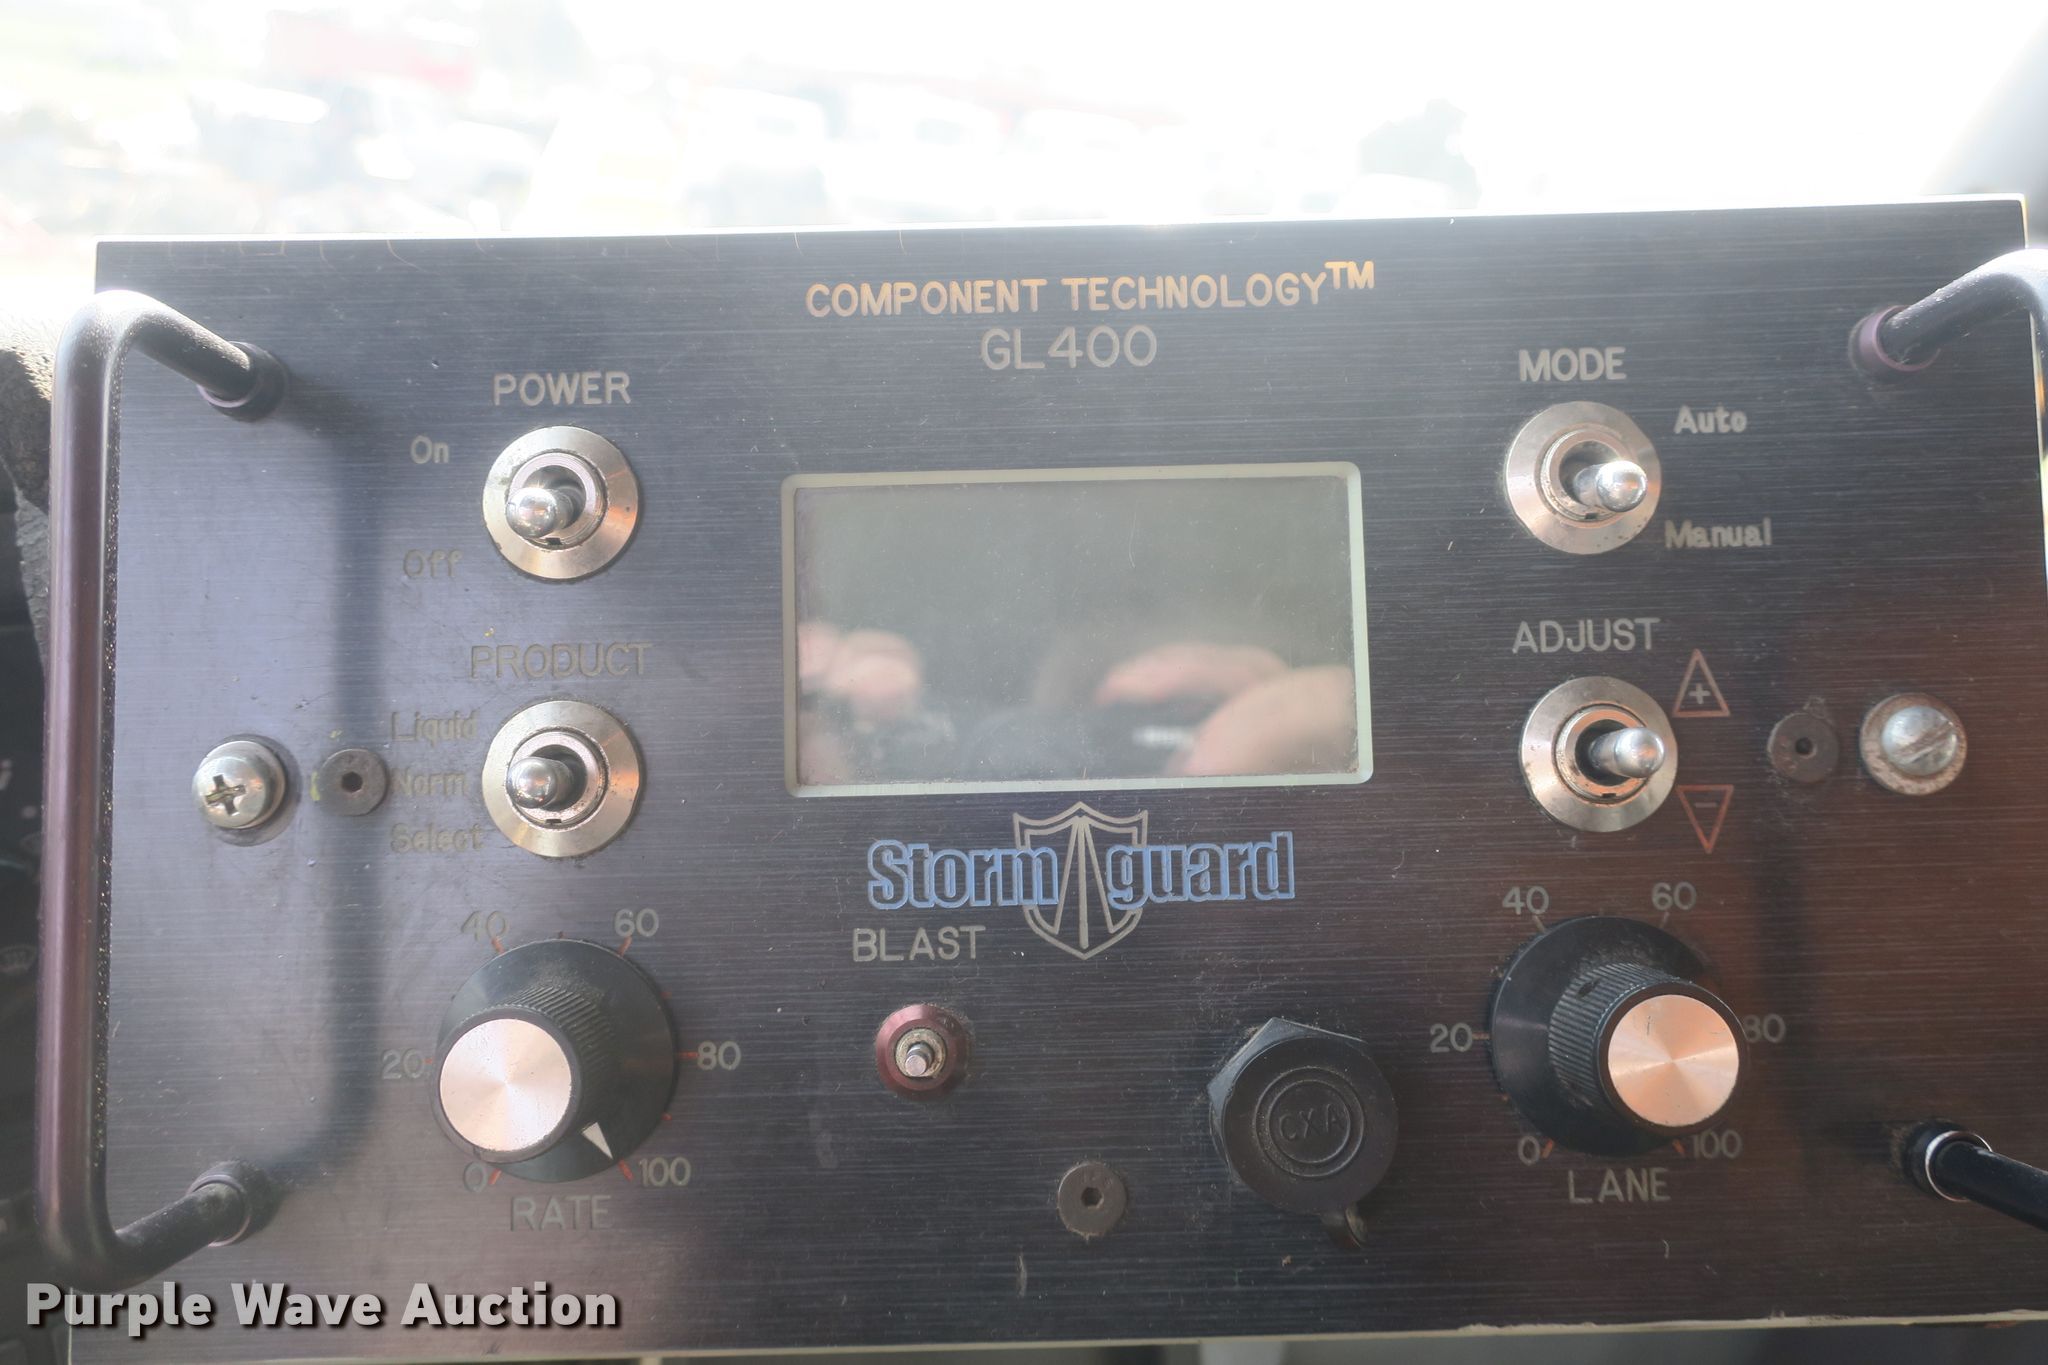 COMPONENT TECHNOLOGY™
GL400
POWER
On
Off
MODE
Auto
Manual
PRODUCT
Liquid
Norm
Select
ADJUST
+
-
Storm guard
BLAST
0
20
40
60
80
100
RATE
CXA
0
20
40
60
80
100
LANE
Purple Wave Auction